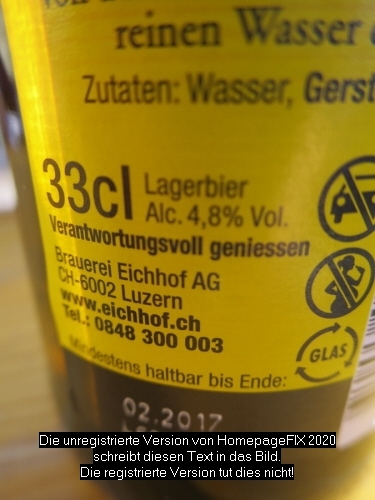 reinen Wasser
Zutaten: Wasser,
33cl
Lagerbier
Alc. 4,8% Vol.
Verantwortungsvoll geniessen
Brauerei Eichhof AG
CH-6002 Luzern
www.eichhof.ch
Tel.: 0848 300 003
GLAS
Mindestens haltbar bis Ende:
02.2017
Die unregistrierte Version von HomepageFIX 2020
schreibt diesen Text in das Bild.
Die registrierte Version tut dies nicht!